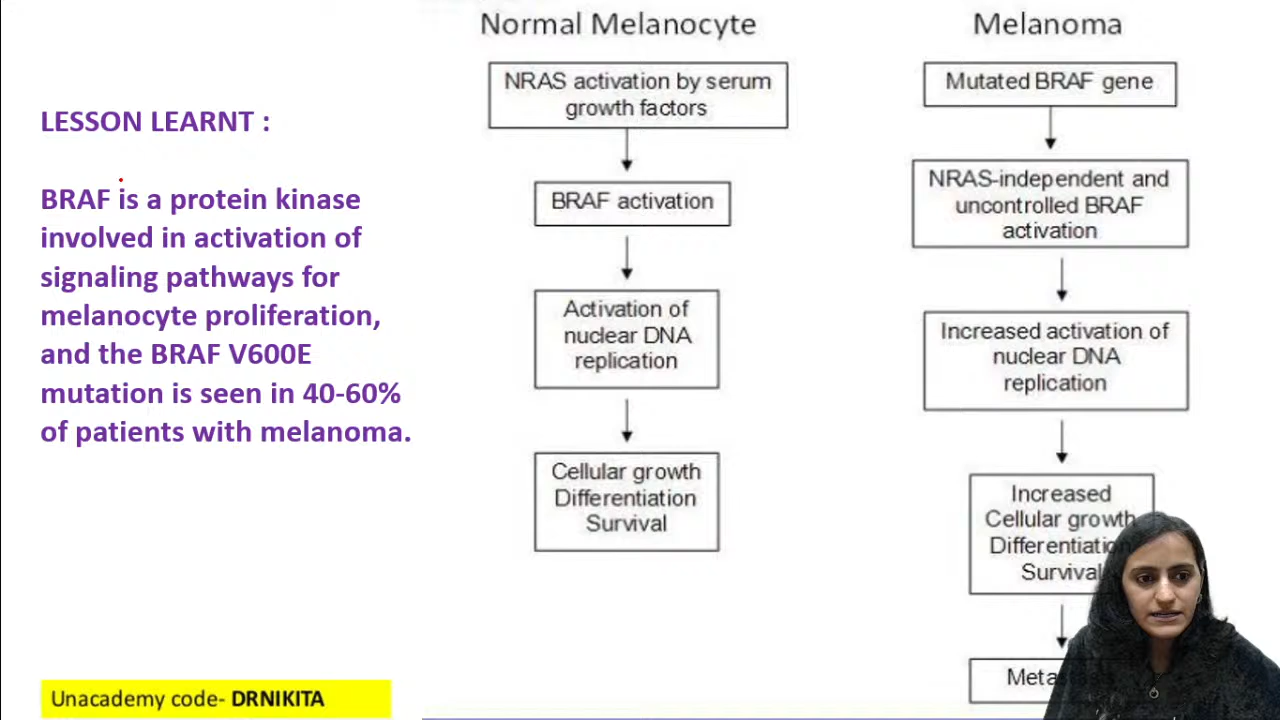 LESSON LEARNT :
BRAF is a protein kinase
involved in activation of
signaling pathways for
melanocyte proliferation,
and the BRAF V600E
mutation is seen in 40-60%
of patients with melanoma.
Unacademy code- DRNIKITA
Normal Melanocyte
NRAS activation by serum
growth factors
BRAF activation
Activation of
nuclear DNA
replication
Cellular growth
Differentiation
Survival
Melanoma
Mutated BRAF gene
NRAS-independent and
uncontrolled BRAF
activation
Increased activation of
nuclear DNA
replication
Increased
Cellular growth
Differentiation
Survival